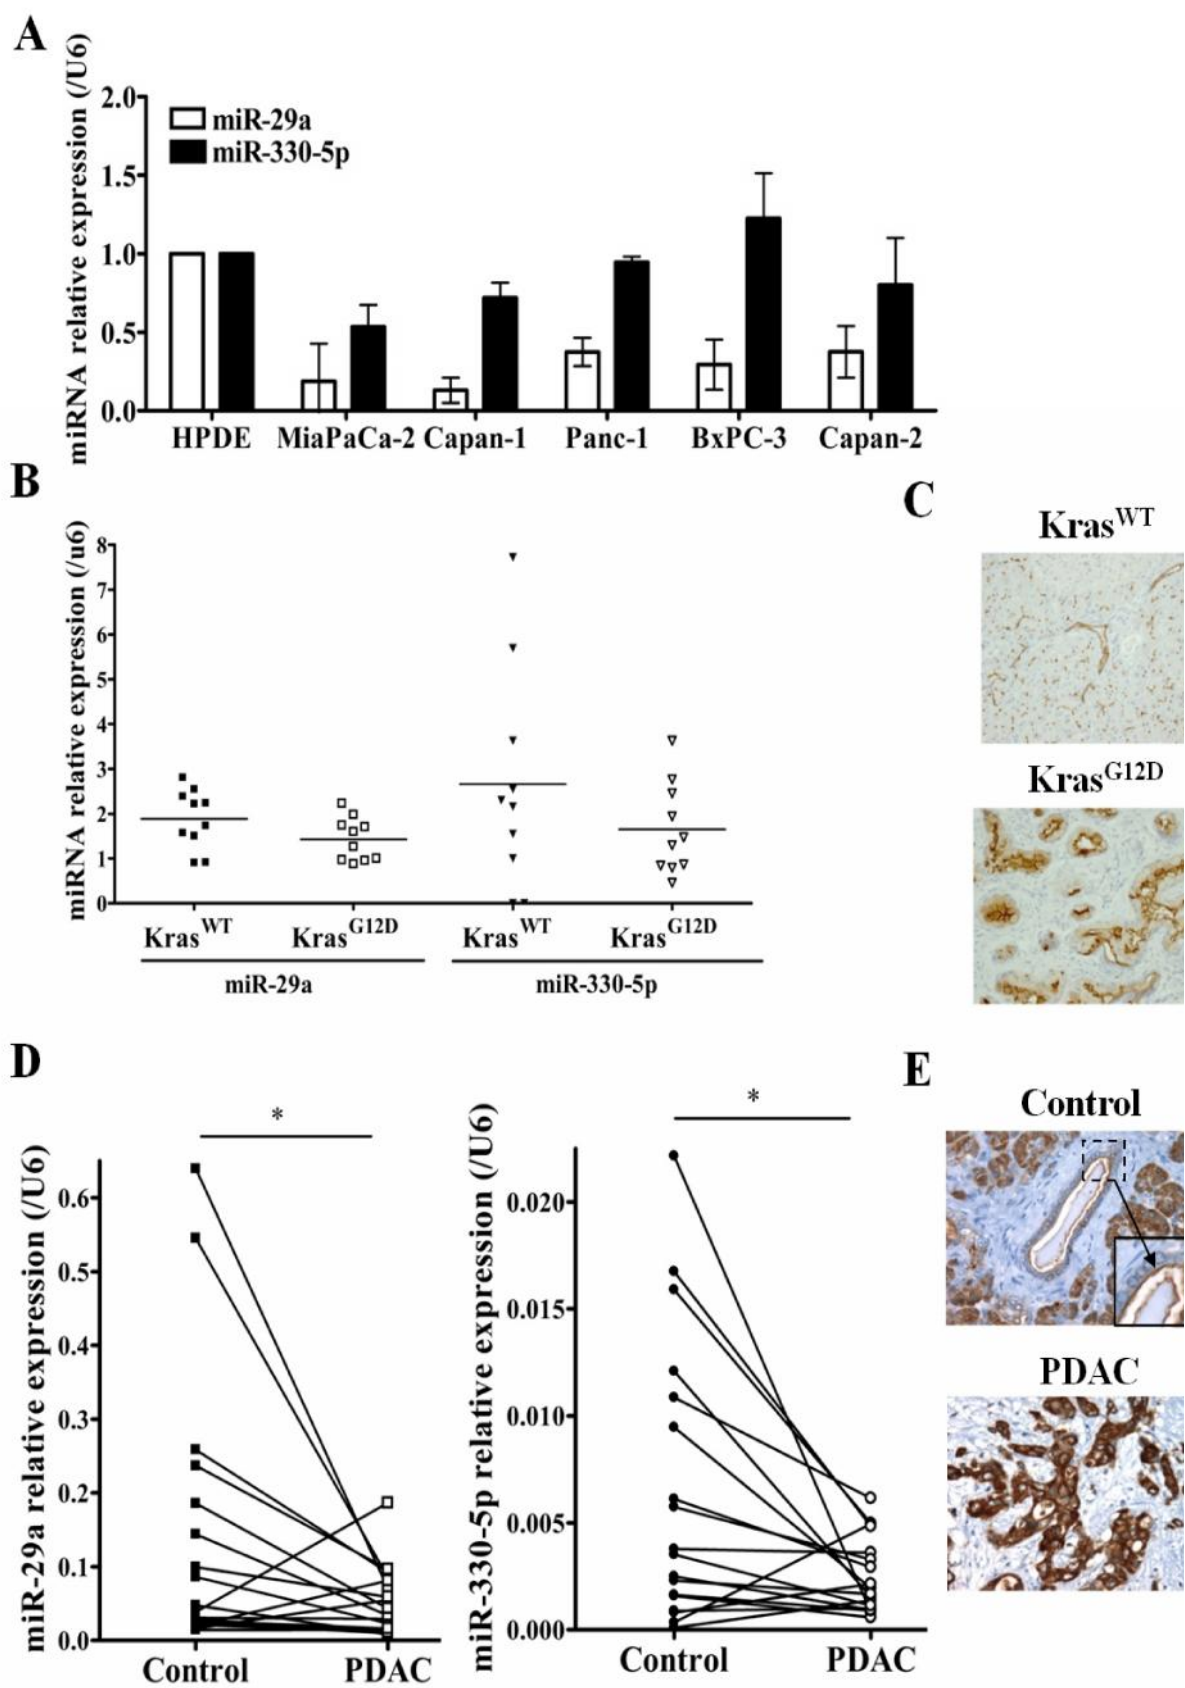 A
miRNA relative expression (/U6)
2.0
1.5
1.0
0.5
0.0
miR-29a
miR-330-5p
HPDE MiaPaCa-2 Capan-1 Panc-1 BxPC-3 Capan-2
B
miRNA relative expression (/u6)
8
7
6
5
4
3
2
1
0
Kras^WT Kras^G12D Kras^WT Kras^G12D
miR-29a miR-330-5p
C
Kras^WT
Kras^G12D
D
miR-29a relative expression (/U6)
*
0.6
0.5
0.4
0.3
0.2
0.1
0.0
Control PDAC
miR-330-5p relative expression (/U6)
*
0.020
0.015
0.010
0.005
0.000
Control PDAC
E
Control
PDAC